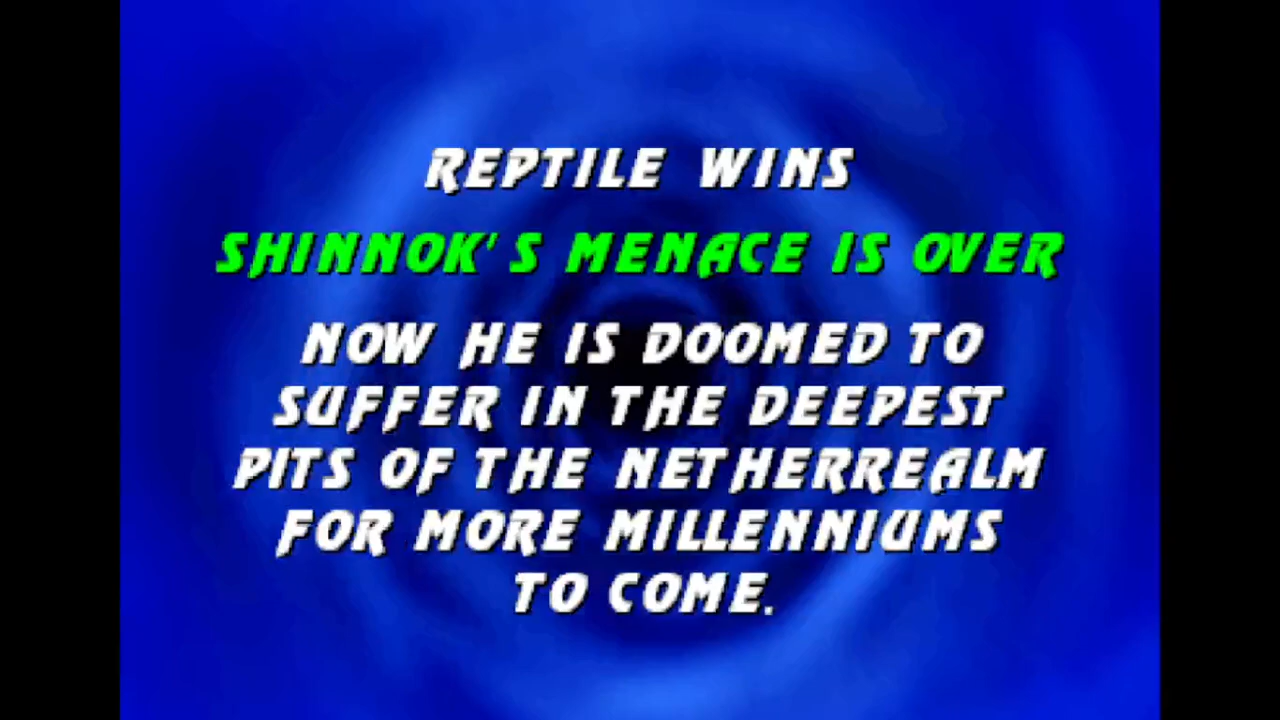 REPTILE WINS
SHINNOK'S MENACE IS OVER
NOW HE IS DOOMED TO
SUFFER IN THE DEEPEST
PITS OF THE NETHERREALM
FOR MORE MILLENNIUMS
TO COME.